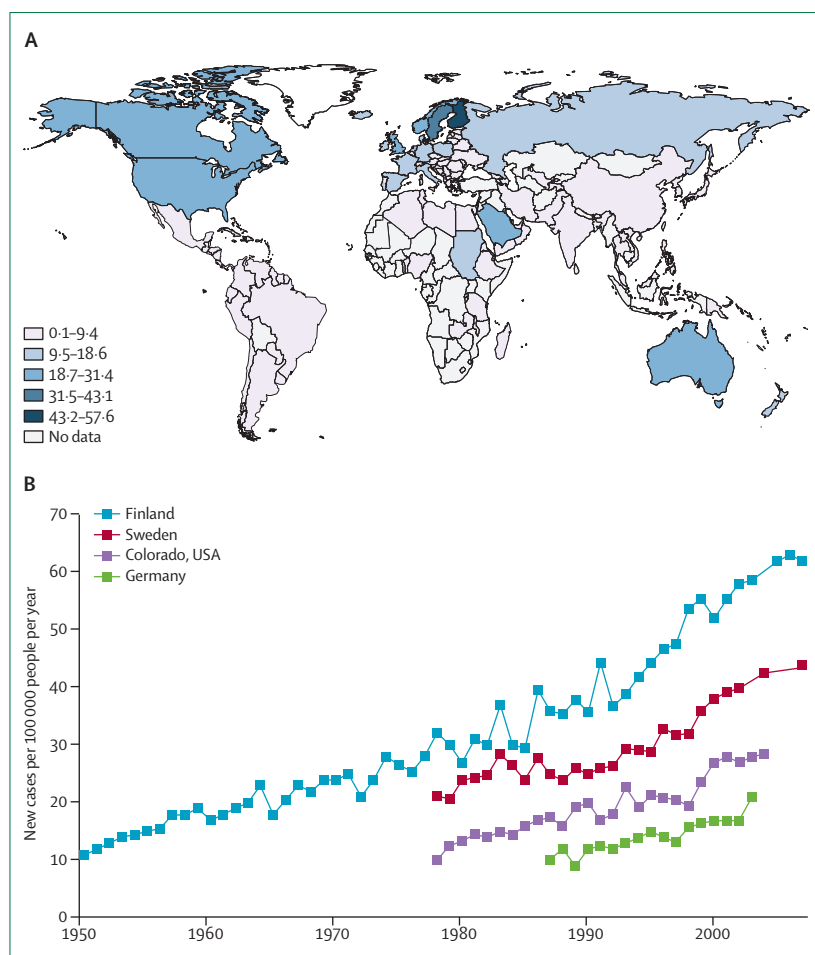 A
0·1–9·4
9·5–18·6
18·7–31·4
31·5–43·1
43·2–57·6
No data
B
70
60
50
40
30
20
10
0
New cases per 100 000 people per year
Finland
Sweden
Colorado, USA
Germany
1950 1960 1970 1980 1990 2000